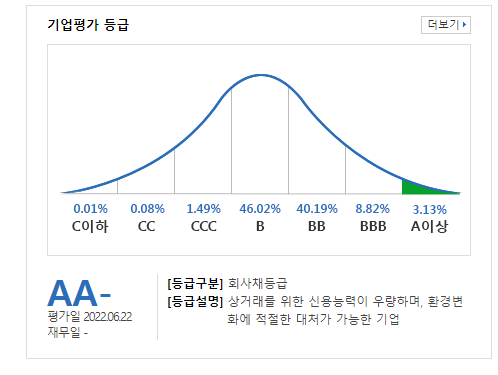 기업평가 등급
더보기
0.01% 0.08% 1.49% 46.02% 40.19% 8.82% 3.13%
C이하 CC CCC B BB BBB A이상
AA-
평가일 2022.06.22
재무일 -
[등급구분] 회사채등급
[등급설명] 상거래를 위한 신용능력이 우량하며, 환경변
화에 적절한 대처가 가능한 기업